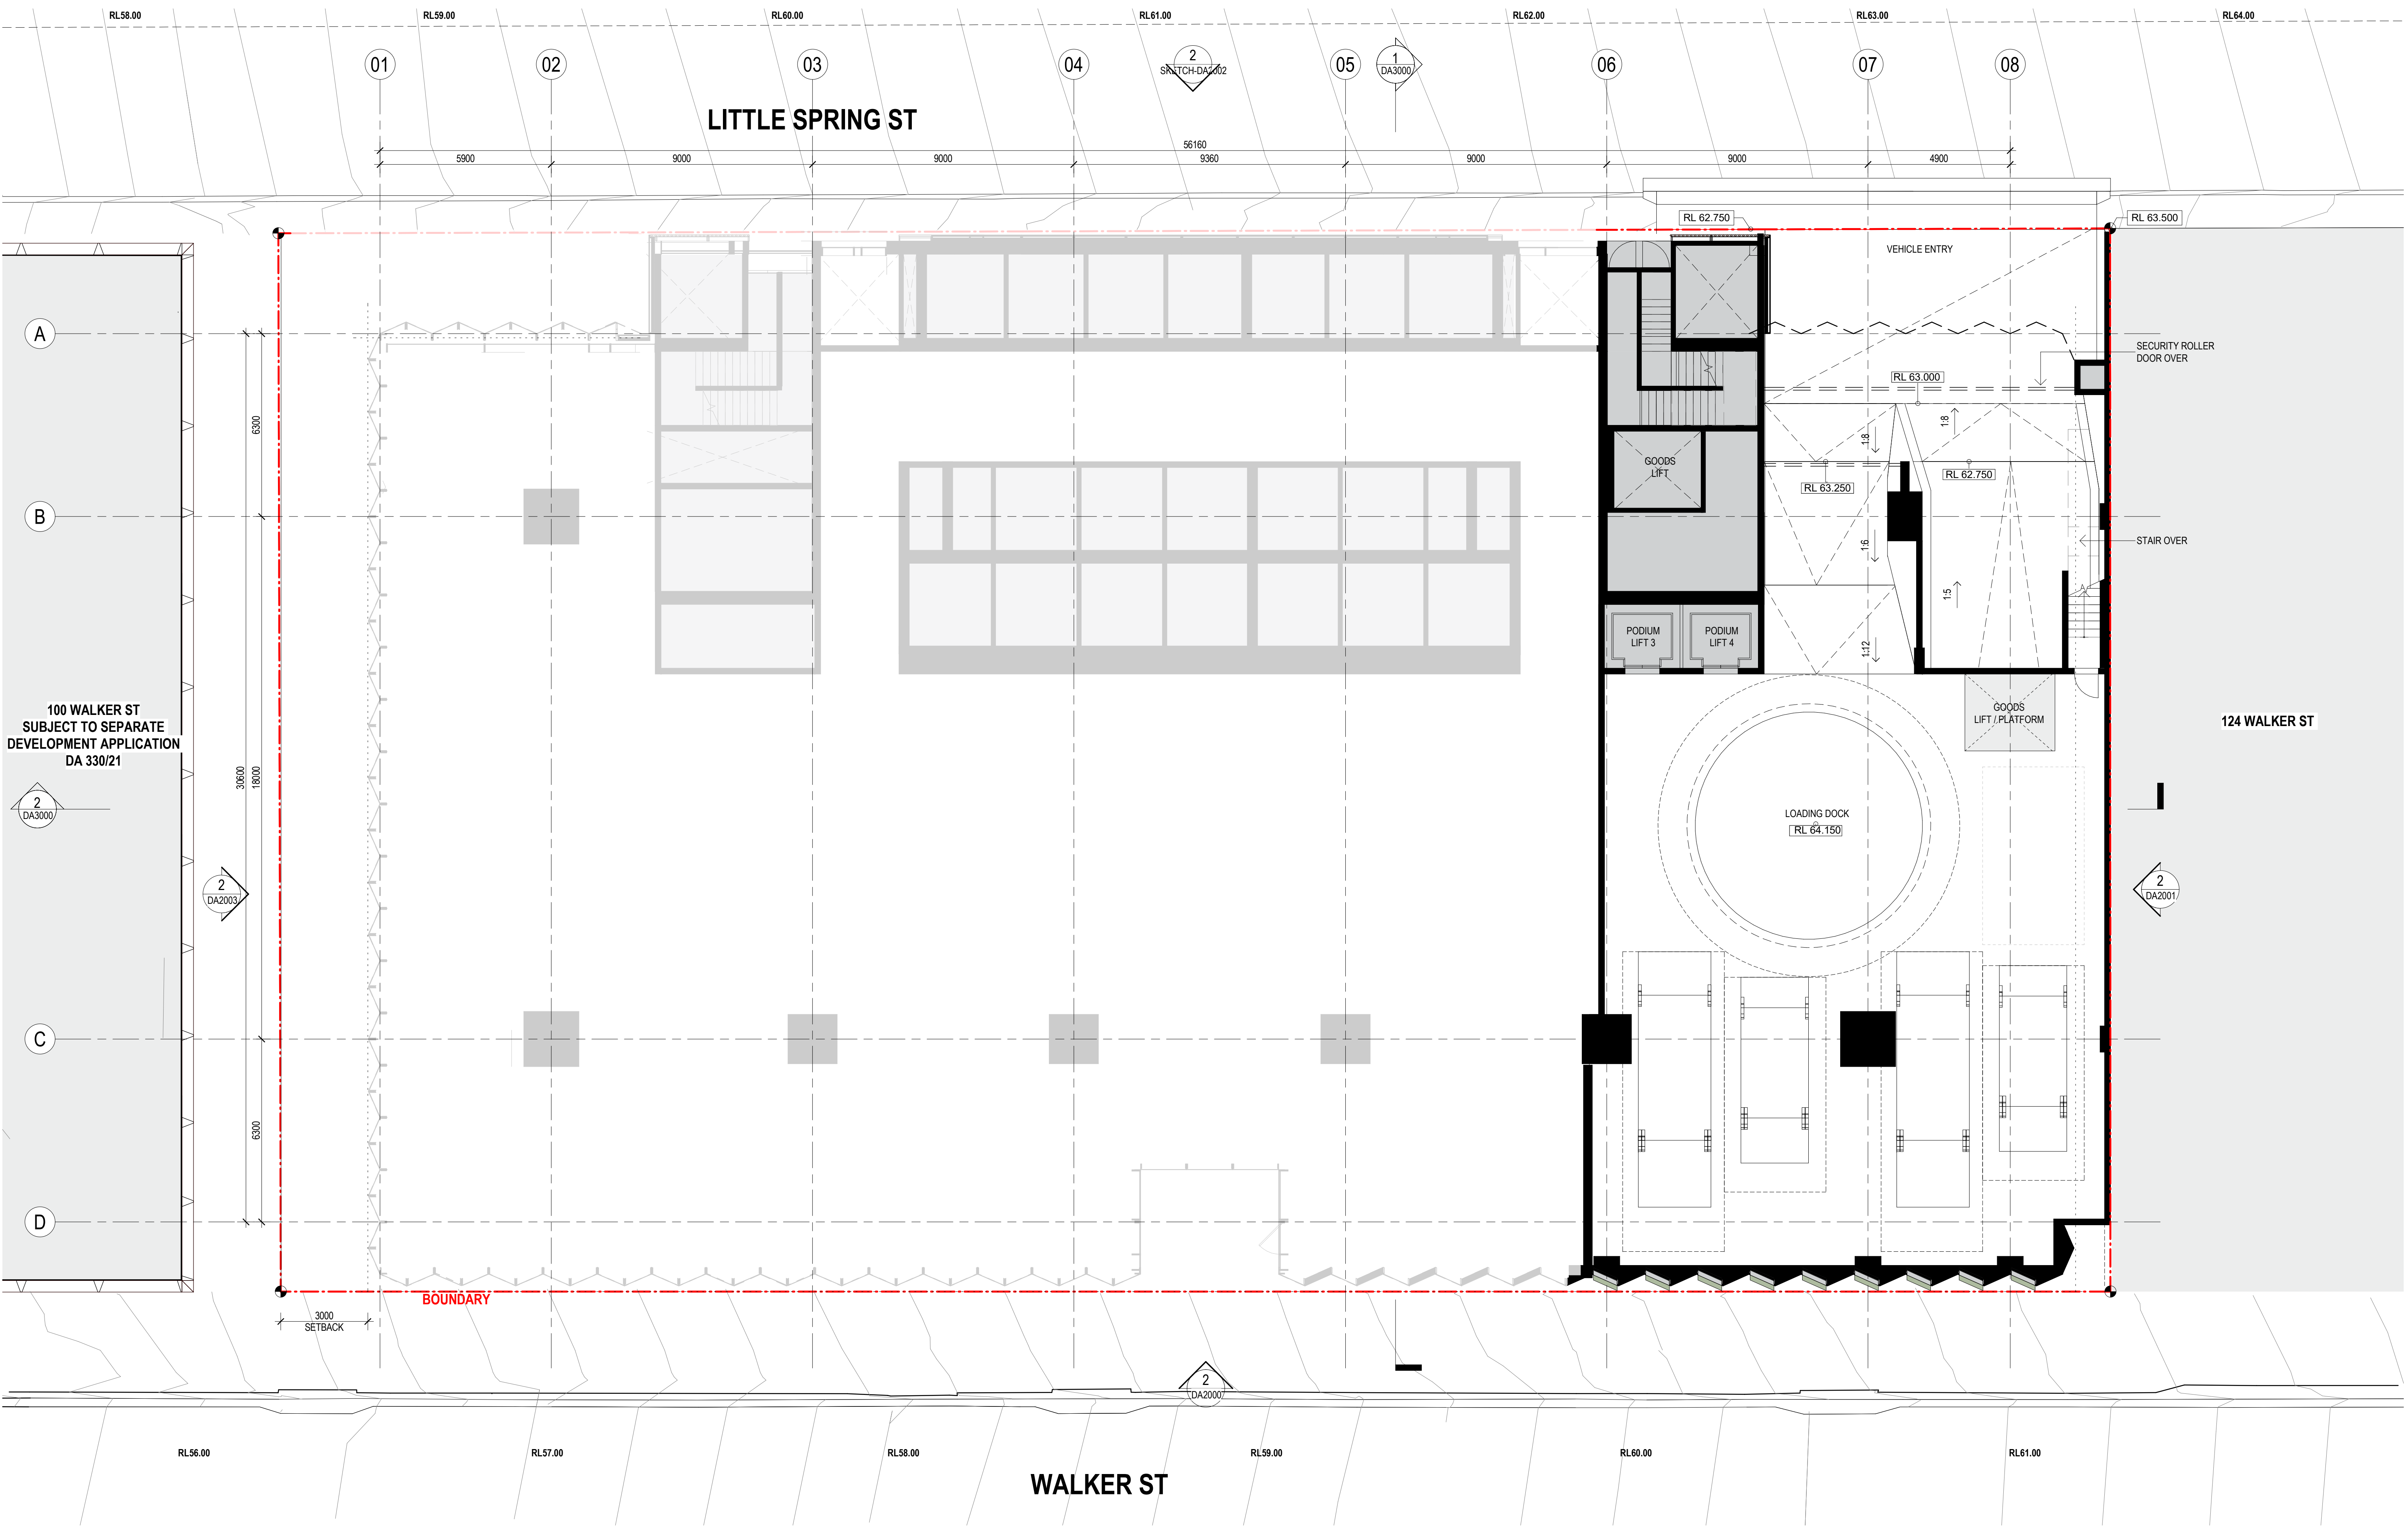 RL58.00
RL59.00
RL60.00
RL61.00
RL62.00
RL63.00
RL64.00
01
02
03
04
2
SKETCH-DA2002
05
1
DA3000
06
07
08
LITTLE SPRING ST
56160
5900
9000
9000
9360
9000
9000
4900
RL 62.750
RL 63.500
VEHICLE ENTRY
A
SECURITY ROLLER
DOOR OVER
RL 63.000
6300
1:8
1:8
GOODS
LIFT
RL 63.250
RL 62.750
B
1:6
STAIR OVER
1:5
PODIUM
LIFT 3
PODIUM
LIFT 4
1:12
100 WALKER ST
SUBJECT TO SEPARATE
DEVELOPMENT APPLICATION
DA 330/21
GOODS
LIFT / PLATFORM
124 WALKER ST
30600
18000
2
DA3000
LOADING DOCK
RL 64.150
2
DA2003
2
DA2001
C
6300
D
BOUNDARY
3000
SETBACK
2
DA2000
RL56.00
RL57.00
RL58.00
RL59.00
RL60.00
RL61.00
WALKER ST